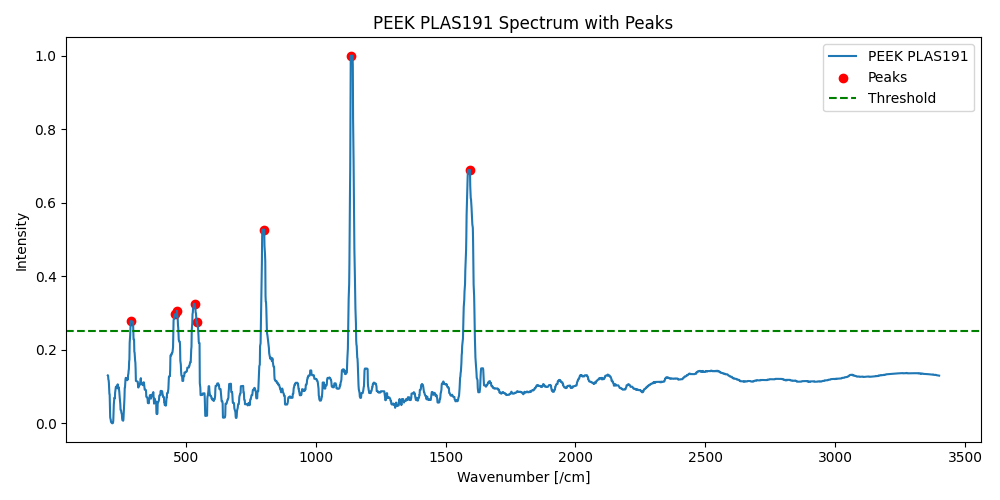 PEEK PLAS191 Spectrum with Peaks
PEEK PLAS191
Peaks
Threshold
Intensity
1.0
0.8
0.6
0.4
0.2
0.0
500 1000 1500 2000 2500 3000 3500
Wavenumber [/cm]